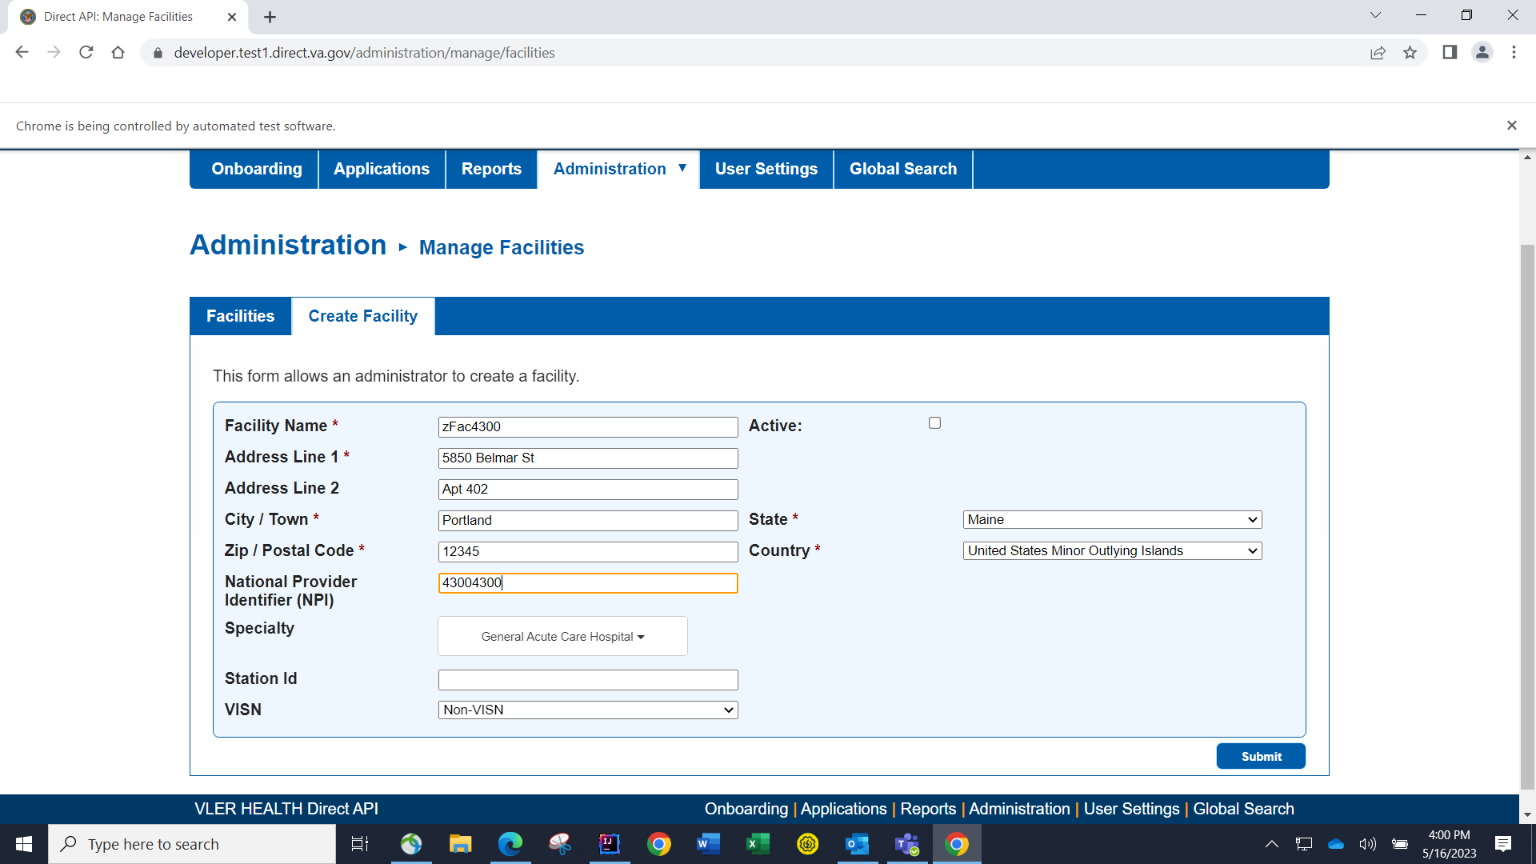 Direct API: Manage Facilities
developer.test1.direct.va.gov/administration/manage/facilities
Chrome is being controlled by automated test software.
Onboarding Applications Reports Administration ▼ User Settings Global Search
Administration ► Manage Facilities
Facilities Create Facility
This form allows an administrator to create a facility.
Facility Name * zFac4300 Active:
Address Line 1 * 5850 Belmar St
Address Line 2 Apt 402
City / Town * Portland State * Maine
Zip / Postal Code * 12345 Country * United States Minor Outlying Islands
National Provider 43004300
Identifier (NPI)
Specialty General Acute Care Hospital
Station Id
VISN Non-VISN
Submit
VLER HEALTH Direct API Onboarding | Applications | Reports | Administration | User Settings | Global Search
Type here to search
4:00 PM
5/16/2023